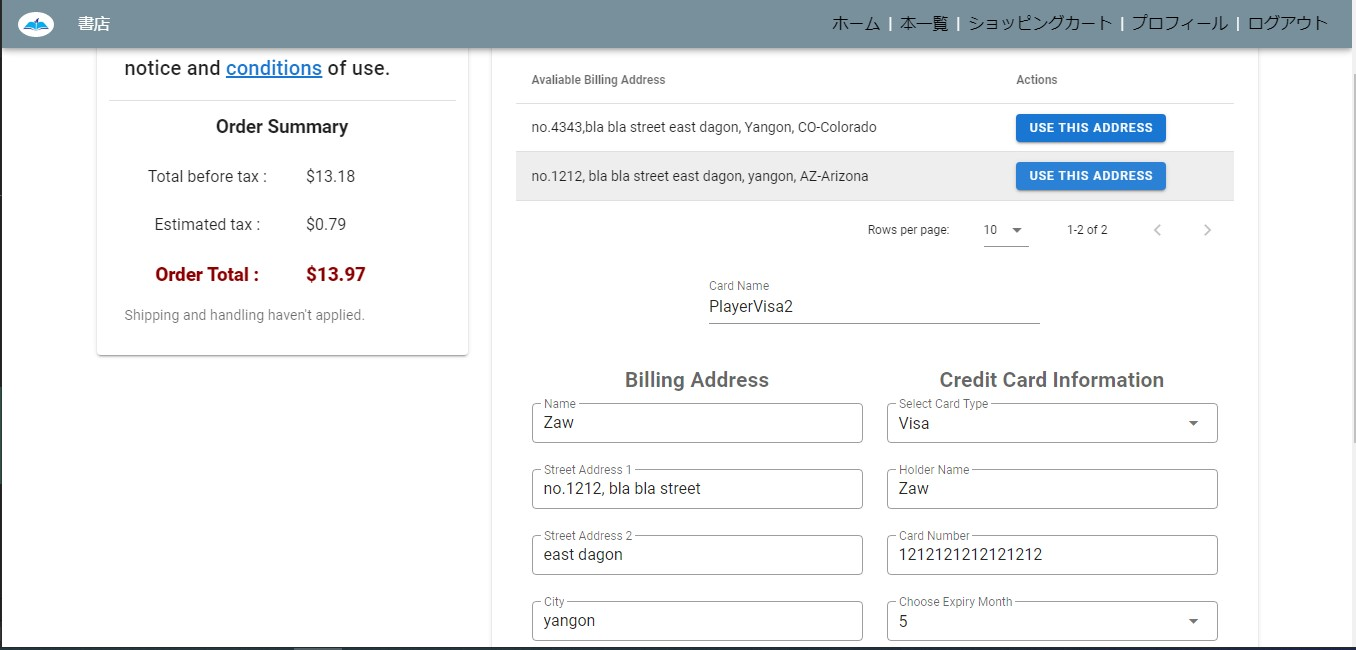 書店
ホーム | 本一覧 | ショッピングカート | プロフィール | ログアウト
notice and conditions of use.
Order Summary
Total before tax : $13.18
Estimated tax : $0.79
Order Total : $13.97
Shipping and handling haven't applied.
Avaliable Billing Address Actions
no.4343,bla bla street east dagon, Yangon, CO-Colorado USE THIS ADDRESS
no.1212, bla bla street east dagon, yangon, AZ-Arizona USE THIS ADDRESS
Rows per page: 10 1-2 of 2
Card Name
PlayerVisa2
Billing Address
Name
Zaw
Street Address 1
no.1212, bla bla street
Street Address 2
east dagon
City
yangon
Credit Card Information
Select Card Type
Visa
Holder Name
Zaw
Card Number
1212121212121212
Choose Expiry Month
5